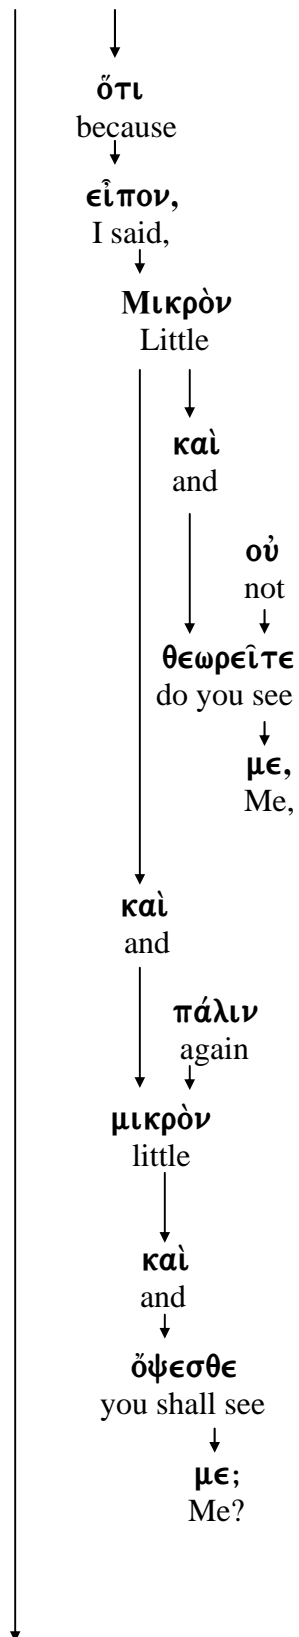 ὅτι
because
εἶπον,
I said,
Μικρὸν
Little
καὶ
and
οὐ
not
θεωρεῖτε
do you see
με,
Me,
καὶ
and
πάλιν
again
μικρὸν
little
καὶ
and
ὄψεσθε
you shall see
με;
Me?